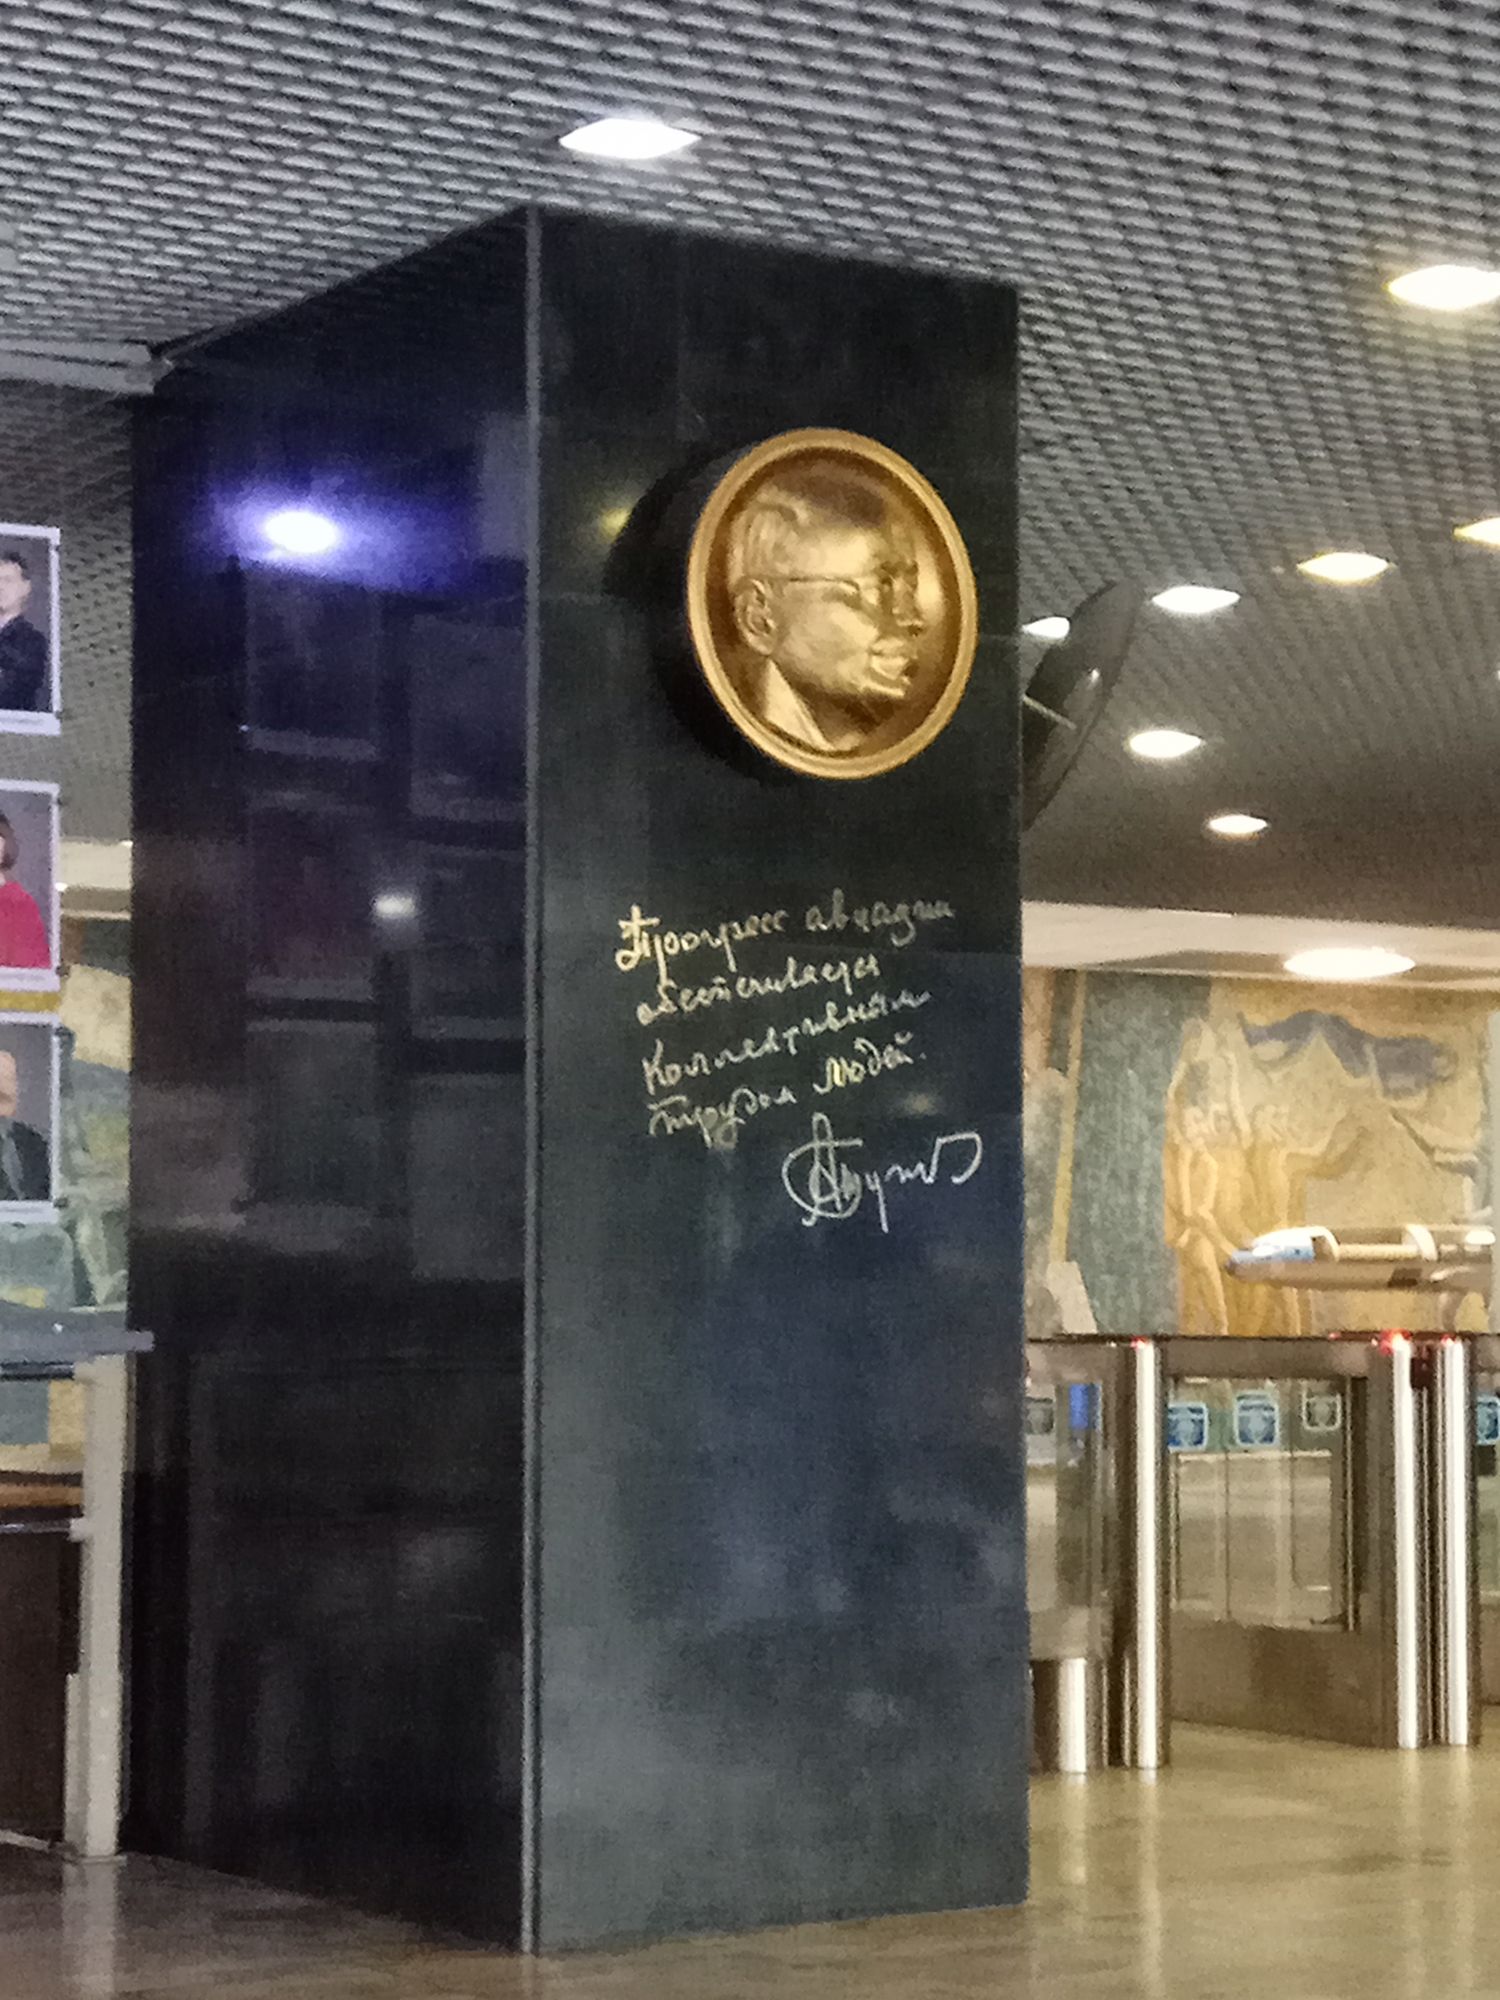 Прогресс авиации
обеспечивается
коллективным
трудом людей.